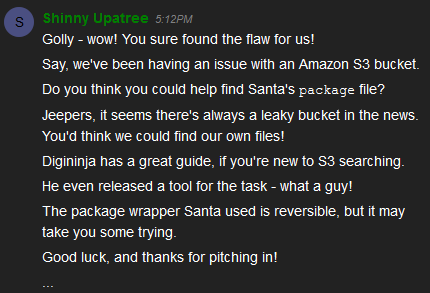 S
Shinny Upatree 5:12PM
Golly - wow! You sure found the flaw for us!
Say, we've been having an issue with an Amazon S3 bucket.
Do you think you could help find Santa's package file?
Jeepers, it seems there's always a leaky bucket in the news.
You'd think we could find our own files!
Digininja has a great guide, if you're new to S3 searching.
He even released a tool for the task - what a guy!
The package wrapper Santa used is reversible, but it may
take you some trying.
Good luck, and thanks for pitching in!
...